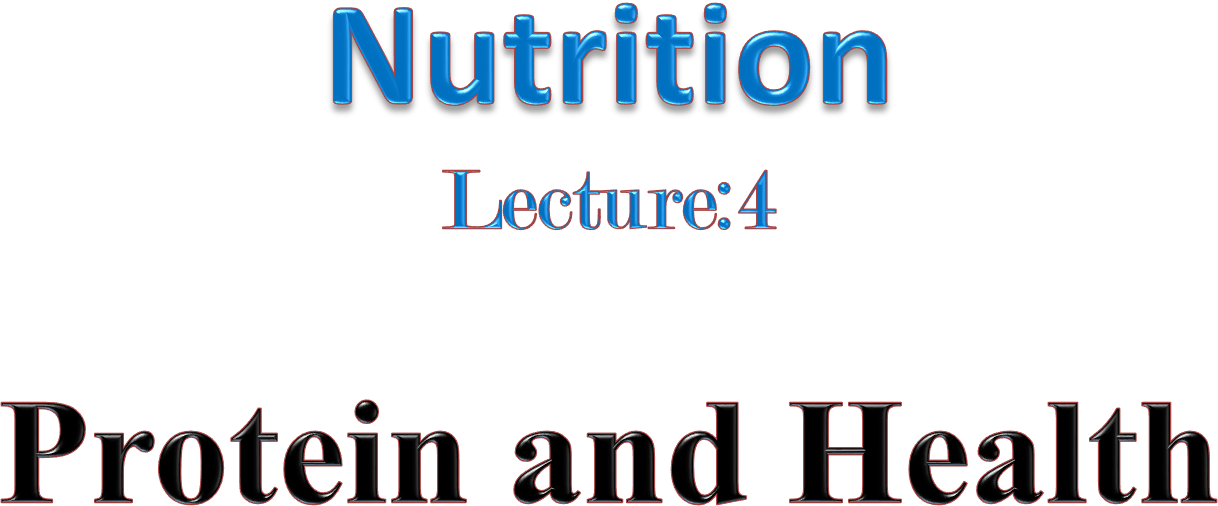 Nutrition
Lecture:4
Protein and Health